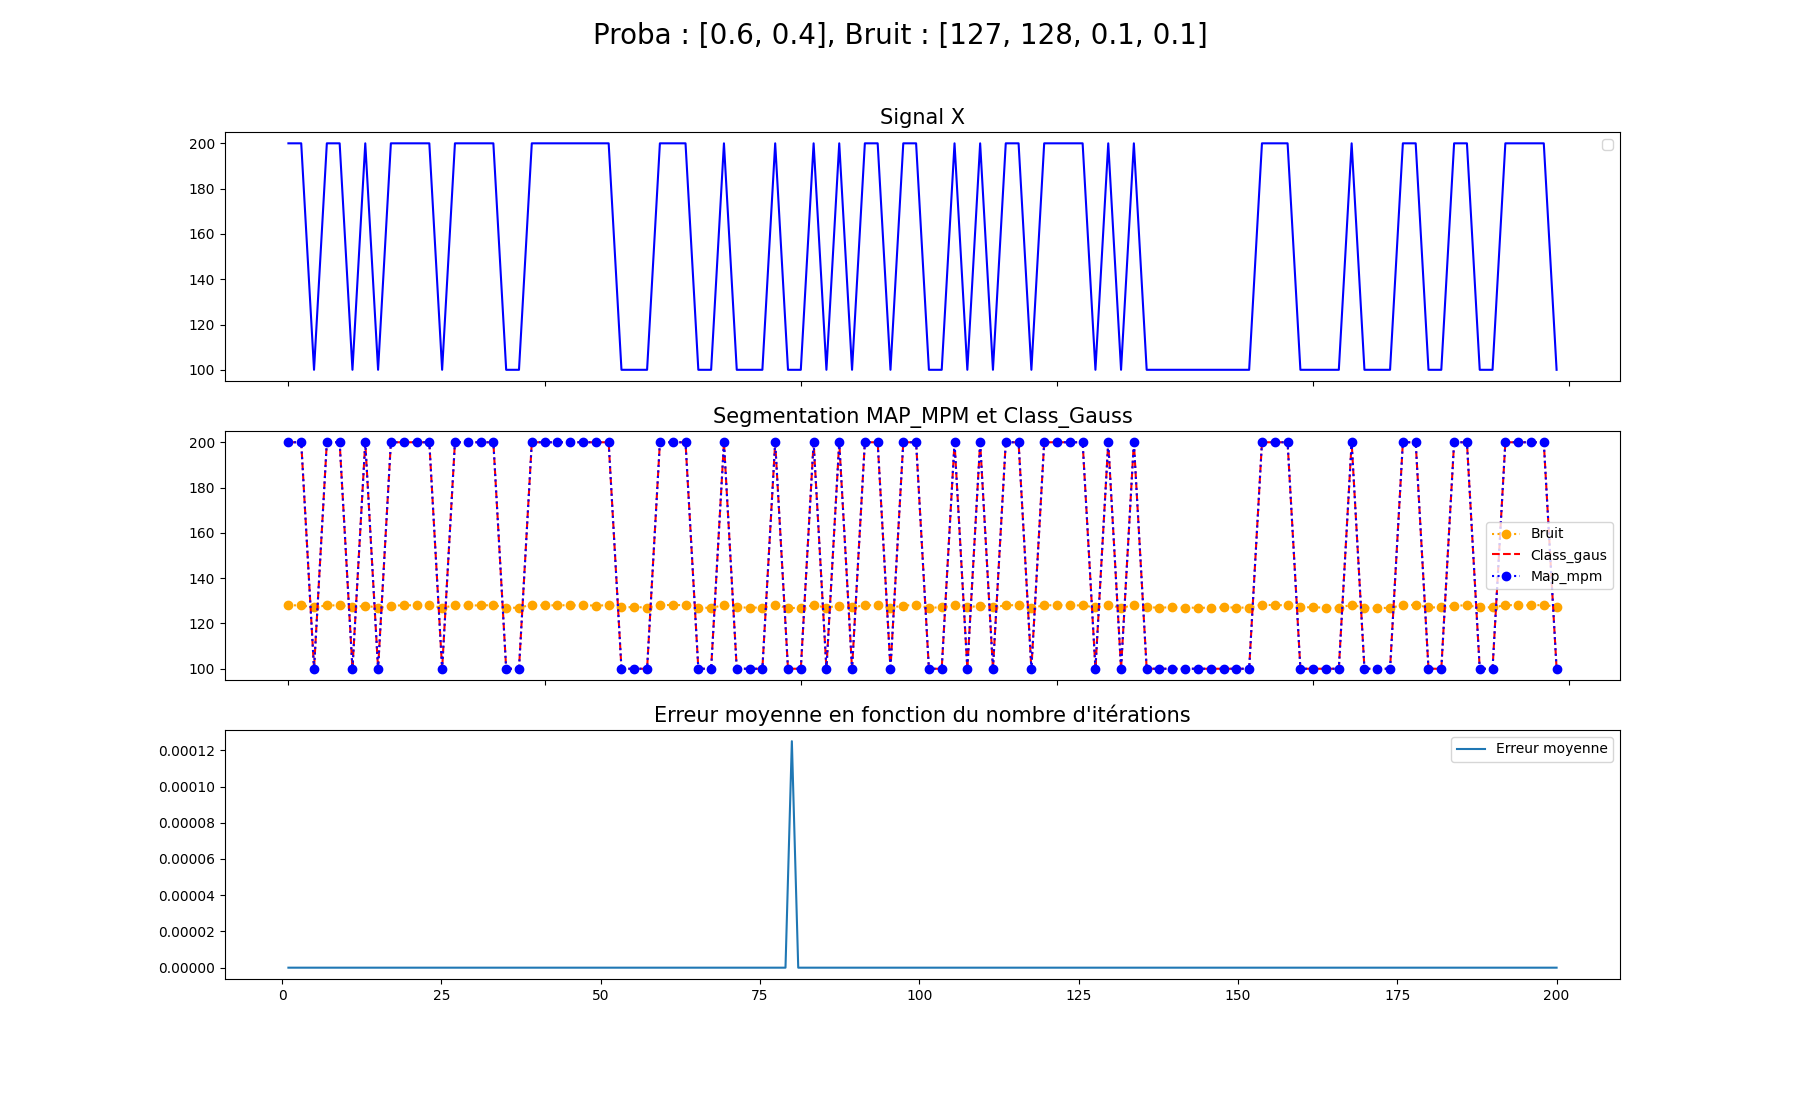 Proba : [0.6, 0.4], Bruit : [127, 128, 0.1, 0.1]
Signal X
200
180
160
140
120
100
Segmentation MAP_MPM et Class_Gauss
200
180
160
140
120
100
Bruit
Class_gaus
Map_mpm
Erreur moyenne en fonction du nombre d'itérations
0.00012
0.00010
0.00008
0.00006
0.00004
0.00002
0.00000
Erreur moyenne
0 25 50 75 100 125 150 175 200